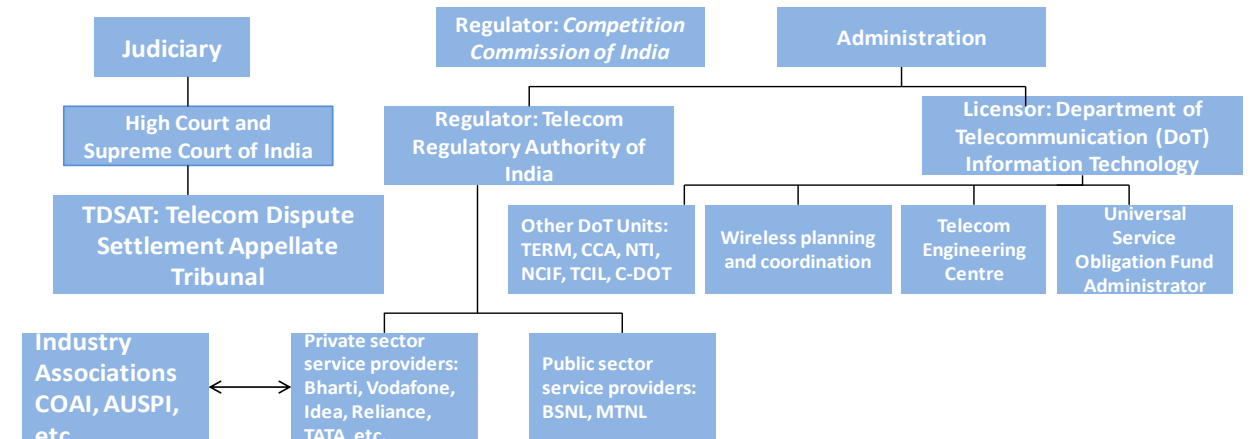 Judiciary
High Court and
Supreme Court of India
TDSAT: Telecom Dispute
Settlement Appellate
Tribunal
Regulator: Competition
Commission of India
Administration
Regulator: Telecom
Regulatory Authority of
India
Licensor: Department of
Telecommunication (DoT)
Information Technology
Other DoT Units:
TERM, CCA, NTI,
NCIF, TCIL, C-DOT
Wireless planning
and coordination
Telecom
Engineering
Centre
Universal
Service
Obligation Fund
Administrator
Industry
Associations
COAI, AUSPI,
etc
Private sector
service providers:
Bharti, Vodafone,
Idea, Reliance,
TATA, etc
Public sector
service providers:
BSNL, MTNL